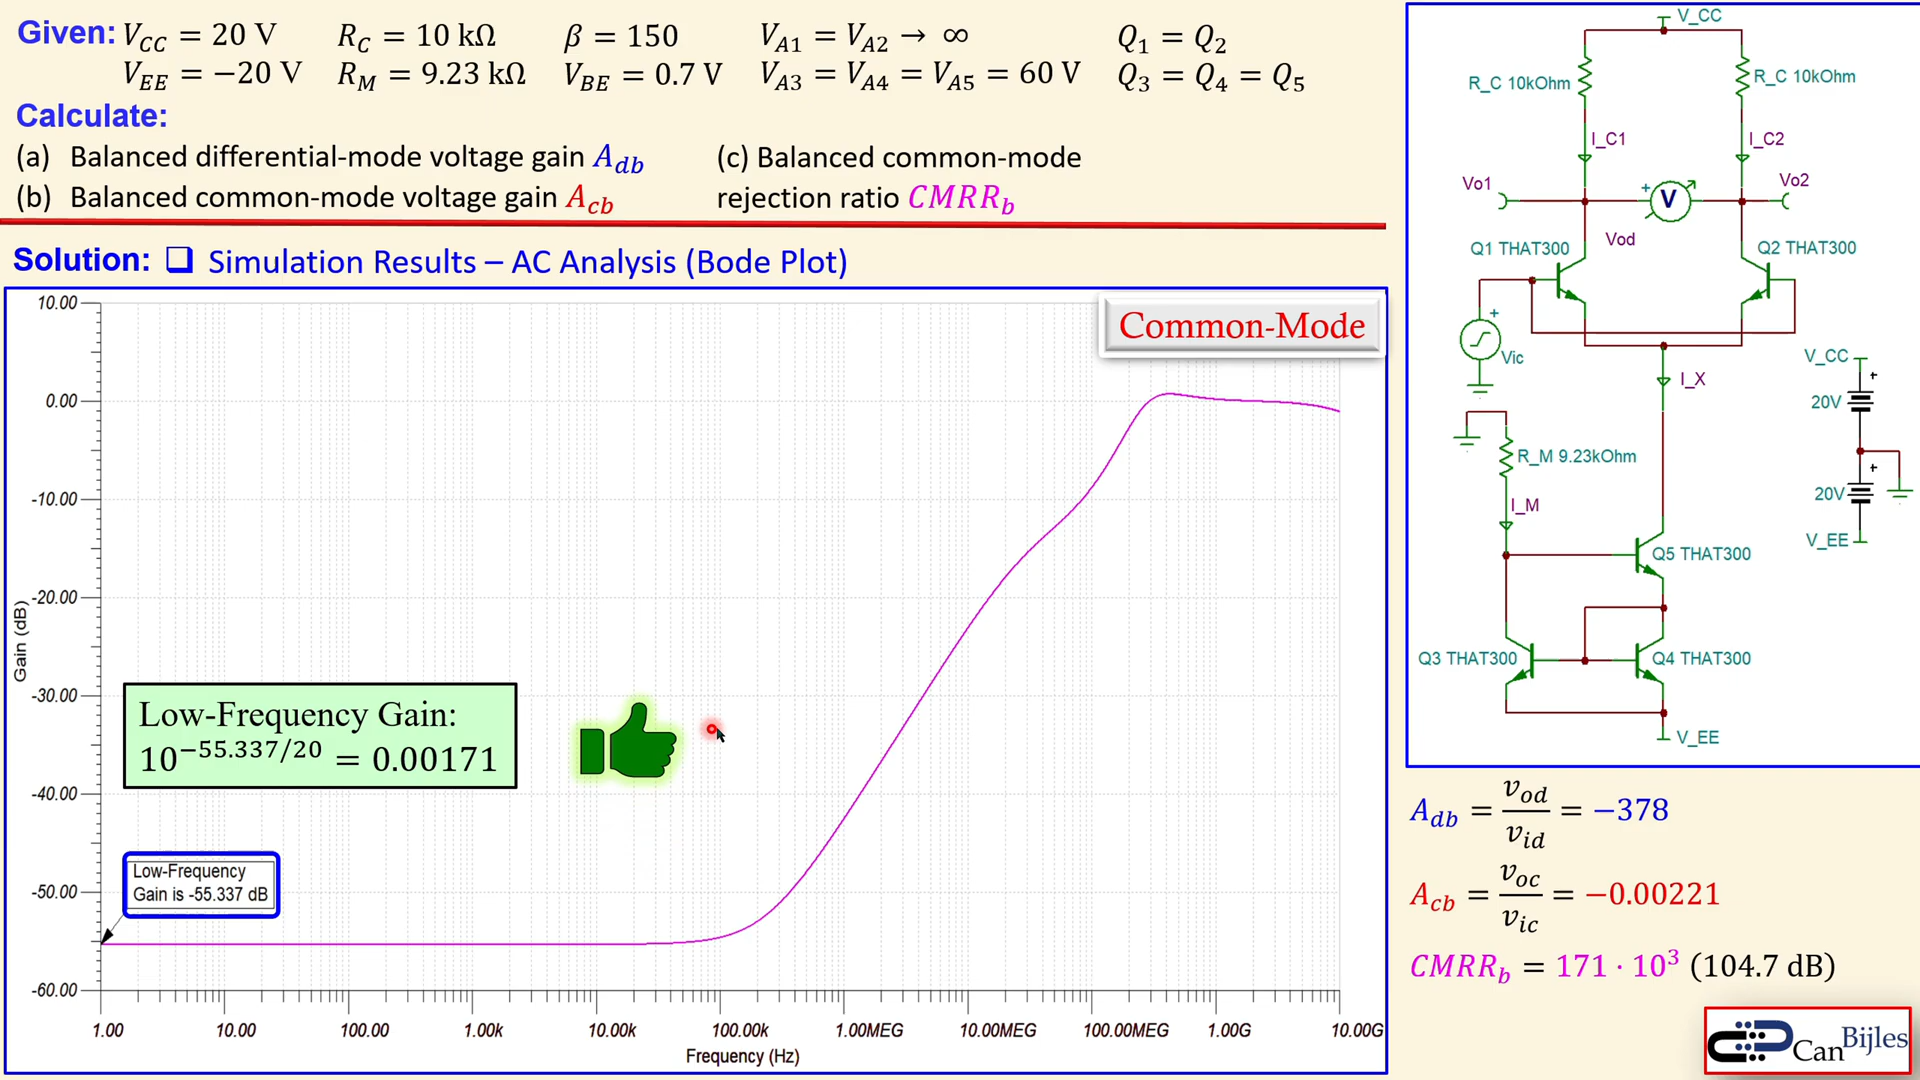 Given: V_CC = 20 V   R_C = 10 kΩ   β = 150   V_A1 = V_A2 → ∞   Q_1 = Q_2
V_EE = −20 V   R_M = 9.23 kΩ   V_BE = 0.7 V   V_A3 = V_A4 = V_A5 = 60 V   Q_3 = Q_4 = Q_5
Calculate:
(a) Balanced differential-mode voltage gain A_db
(b) Balanced common-mode voltage gain A_cb
(c) Balanced common-mode
rejection ratio CMRR_b
Solution: ❑ Simulation Results – AC Analysis (Bode Plot)
Common-Mode
10.00
0.00
-10.00
-20.00
-30.00
-40.00
-50.00
-60.00
Gain (dB)
Low-Frequency Gain:
10^−55.337/20 = 0.00171
Low-Frequency
Gain is -55.337 dB
1.00 10.00 100.00 1.00k 10.00k 100.00k 1.00MEG 10.00MEG 100.00MEG 1.00G 10.00G
Frequency (Hz)
V_CC
R_C 10kOhm
R_C 10kOhm
I_C1
I_C2
Vo1
+
V
Vo2
Vod
Q1 THAT300
Q2 THAT300
+
Vic
I_X
V_CC
+
20V
R_M 9.23kOhm
+
20V
I_M
V_EE
Q5 THAT300
Q3 THAT300
Q4 THAT300
V_EE
A_db = v_od / v_id = −378
A_cb = v_oc / v_ic = −0.00221
CMRR_b = 171 · 10^3 (104.7 dB)
CanBijles